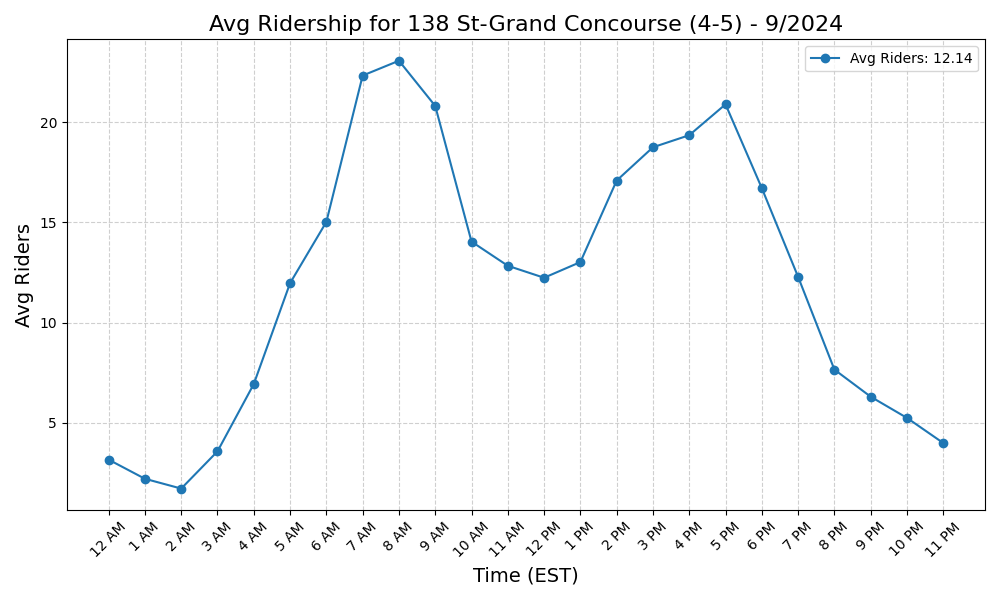 Avg Ridership for 138 St-Grand Concourse (4-5) - 9/2024
Avg Riders: 12.14
Avg Riders
20
15
10
5
12 AM
1 AM
2 AM
3 AM
4 AM
5 AM
6 AM
7 AM
8 AM
9 AM
10 AM
11 AM
12 PM
1 PM
2 PM
3 PM
4 PM
5 PM
6 PM
7 PM
8 PM
9 PM
10 PM
11 PM
Time (EST)